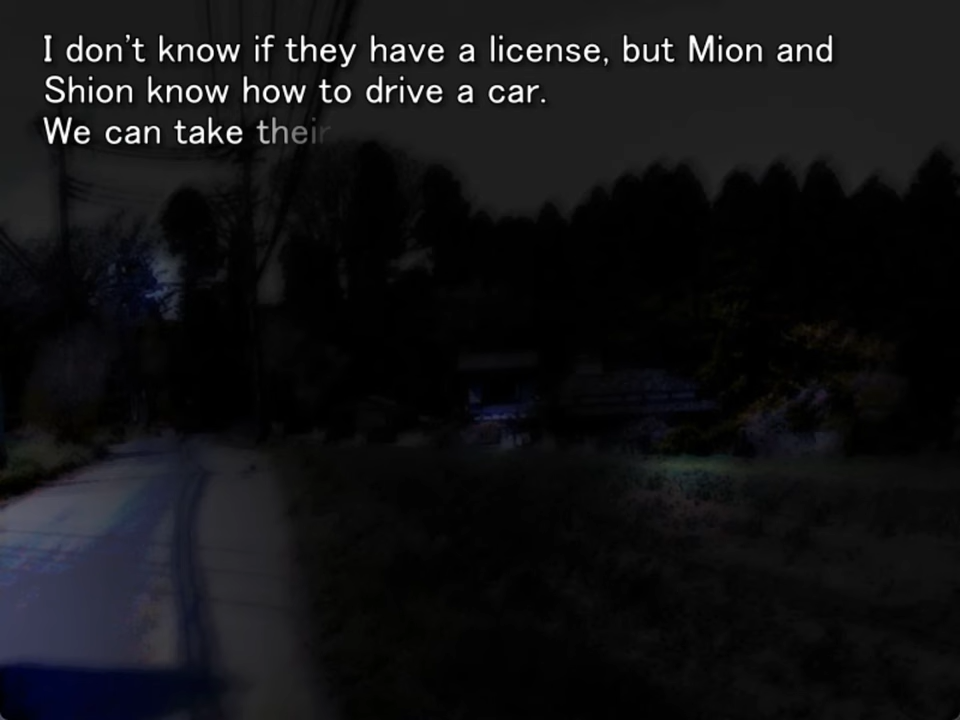 I don't know if they have a license, but Mion and
Shion know how to drive a car.
We can take their